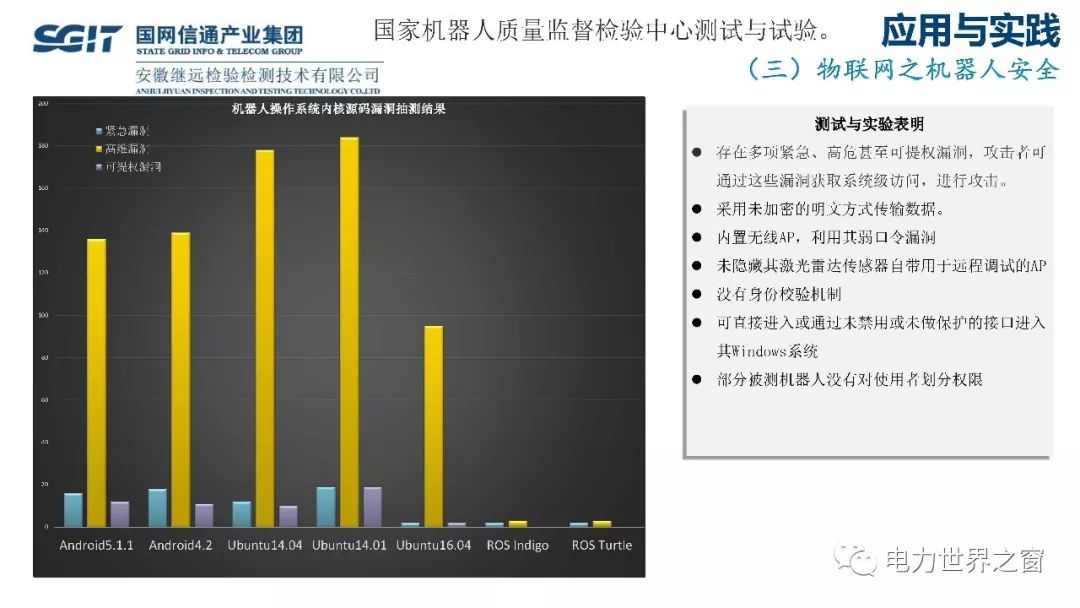 SGIT 国网信通产业集团
STATE GRID INFO & TELECOM GROUP
安徽继远检验检测技术有限公司
ANHUI JIYUAN INSPECTION AND TESTING TECHNOLOGY CO.,LTD
国家机器人质量监督检验中心测试与试验。
应用与实践
（三）物联网之机器人安全
机器人操作系统内核源码漏洞抽测结果
紧急漏洞
高维漏洞
可提权漏洞
200
180
160
140
120
100
80
60
40
20
0
Android5.1.1 Android4.2 Ubuntu14.04 Ubuntu14.01 Ubuntu16.04 ROS Indigo ROS Turtle
测试与实验表明
● 存在多项紧急、高危甚至可提权漏洞，攻击者可
通过这些漏洞获取系统级访问，进行攻击。
● 采用未加密的明文方式传输数据。
● 内置无线AP，利用其弱口令漏洞
● 未隐藏其激光雷达传感器自带用于远程调试的AP
● 没有身份校验机制
● 可直接进入或通过未禁用或未做保护的接口进入
其Windows系统
● 部分被测机器人没有对使用者划分权限
电力世界之窗